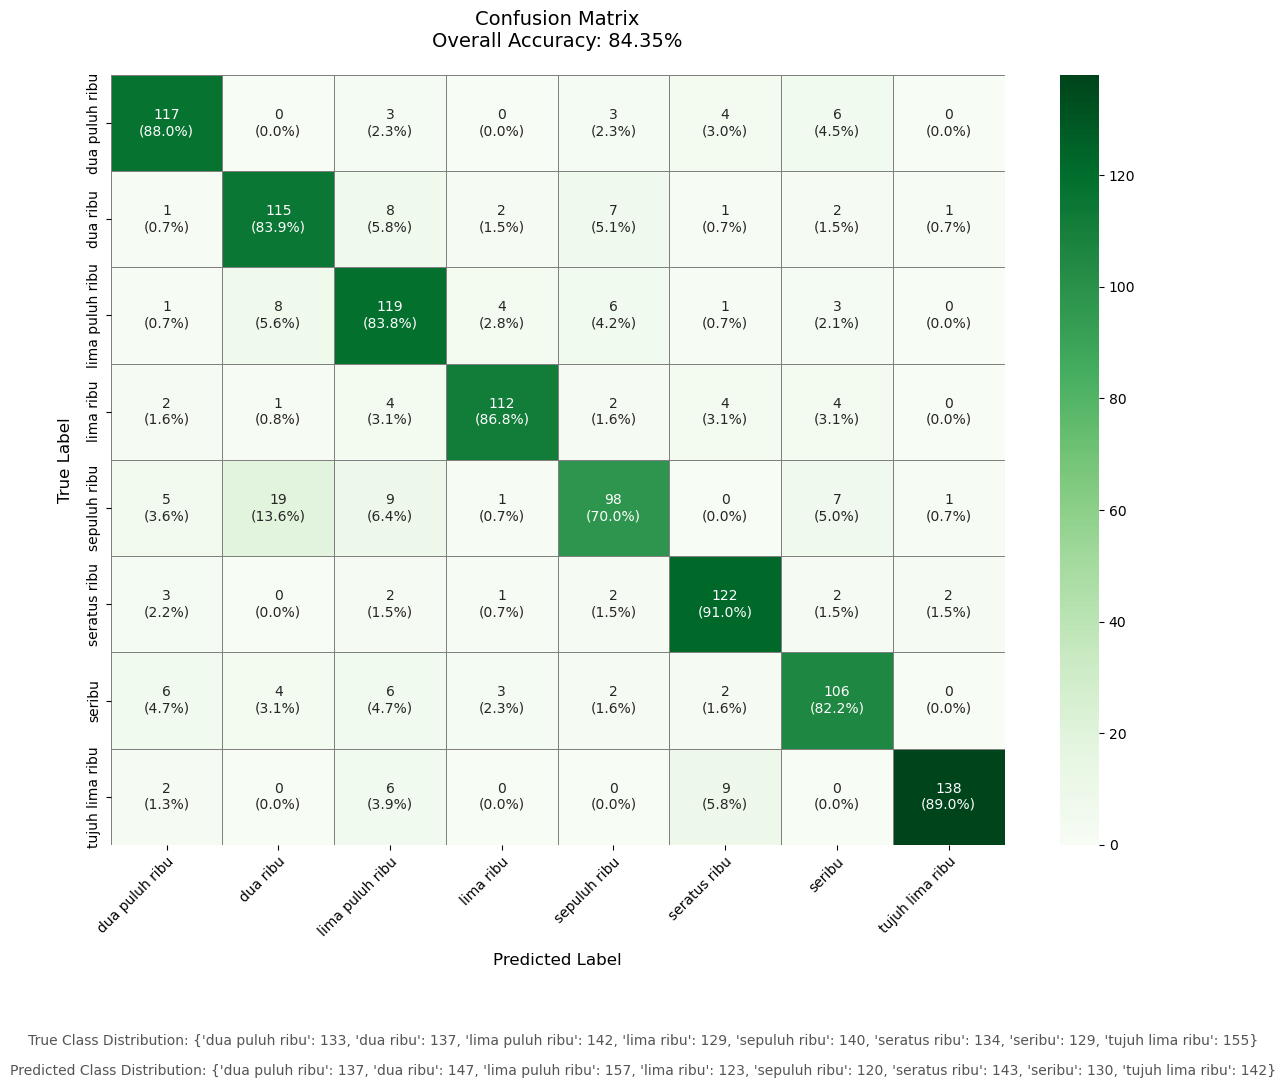 Confusion Matrix
Overall Accuracy: 84.35%
dua puluh ribu
117 0 3 0 3 4 6 0
(88.0%) (0.0%) (2.3%) (0.0%) (2.3%) (3.0%) (4.5%) (0.0%)
dua ribu
1 115 8 2 7 1 2 1
(0.7%) (83.9%) (5.8%) (1.5%) (5.1%) (0.7%) (1.5%) (0.7%)
lima puluh ribu
1 8 119 4 6 1 3 0
(0.7%) (5.6%) (83.8%) (2.8%) (4.2%) (0.7%) (2.1%) (0.0%)
lima ribu
2 1 4 112 2 4 4 0
(1.6%) (0.8%) (3.1%) (86.8%) (1.6%) (3.1%) (3.1%) (0.0%)
sepuluh ribu
5 19 9 1 98 0 7 1
(3.6%) (13.6%) (6.4%) (0.7%) (70.0%) (0.0%) (5.0%) (0.7%)
seratus ribu
3 0 2 1 2 122 2 2
(2.2%) (0.0%) (1.5%) (0.7%) (1.5%) (91.0%) (1.5%) (1.5%)
seribu
6 4 6 3 2 2 106 0
(4.7%) (3.1%) (4.7%) (2.3%) (1.6%) (1.6%) (82.2%) (0.0%)
tujuh lima ribu
2 0 6 0 0 9 0 138
(1.3%) (0.0%) (3.9%) (0.0%) (0.0%) (5.8%) (0.0%) (89.0%)
True Label
dua puluh ribu
dua ribu
lima puluh ribu
lima ribu
sepuluh ribu
seratus ribu
seribu
tujuh lima ribu
Predicted Label
120
100
80
60
40
20
0
True Class Distribution: {'dua puluh ribu': 133, 'dua ribu': 137, 'lima puluh ribu': 142, 'lima ribu': 129, 'sepuluh ribu': 140, 'seratus ribu': 134, 'seribu': 129, 'tujuh lima ribu': 155}
Predicted Class Distribution: {'dua puluh ribu': 137, 'dua ribu': 147, 'lima puluh ribu': 157, 'lima ribu': 123, 'sepuluh ribu': 120, 'seratus ribu': 143, 'seribu': 130, 'tujuh lima ribu': 142}